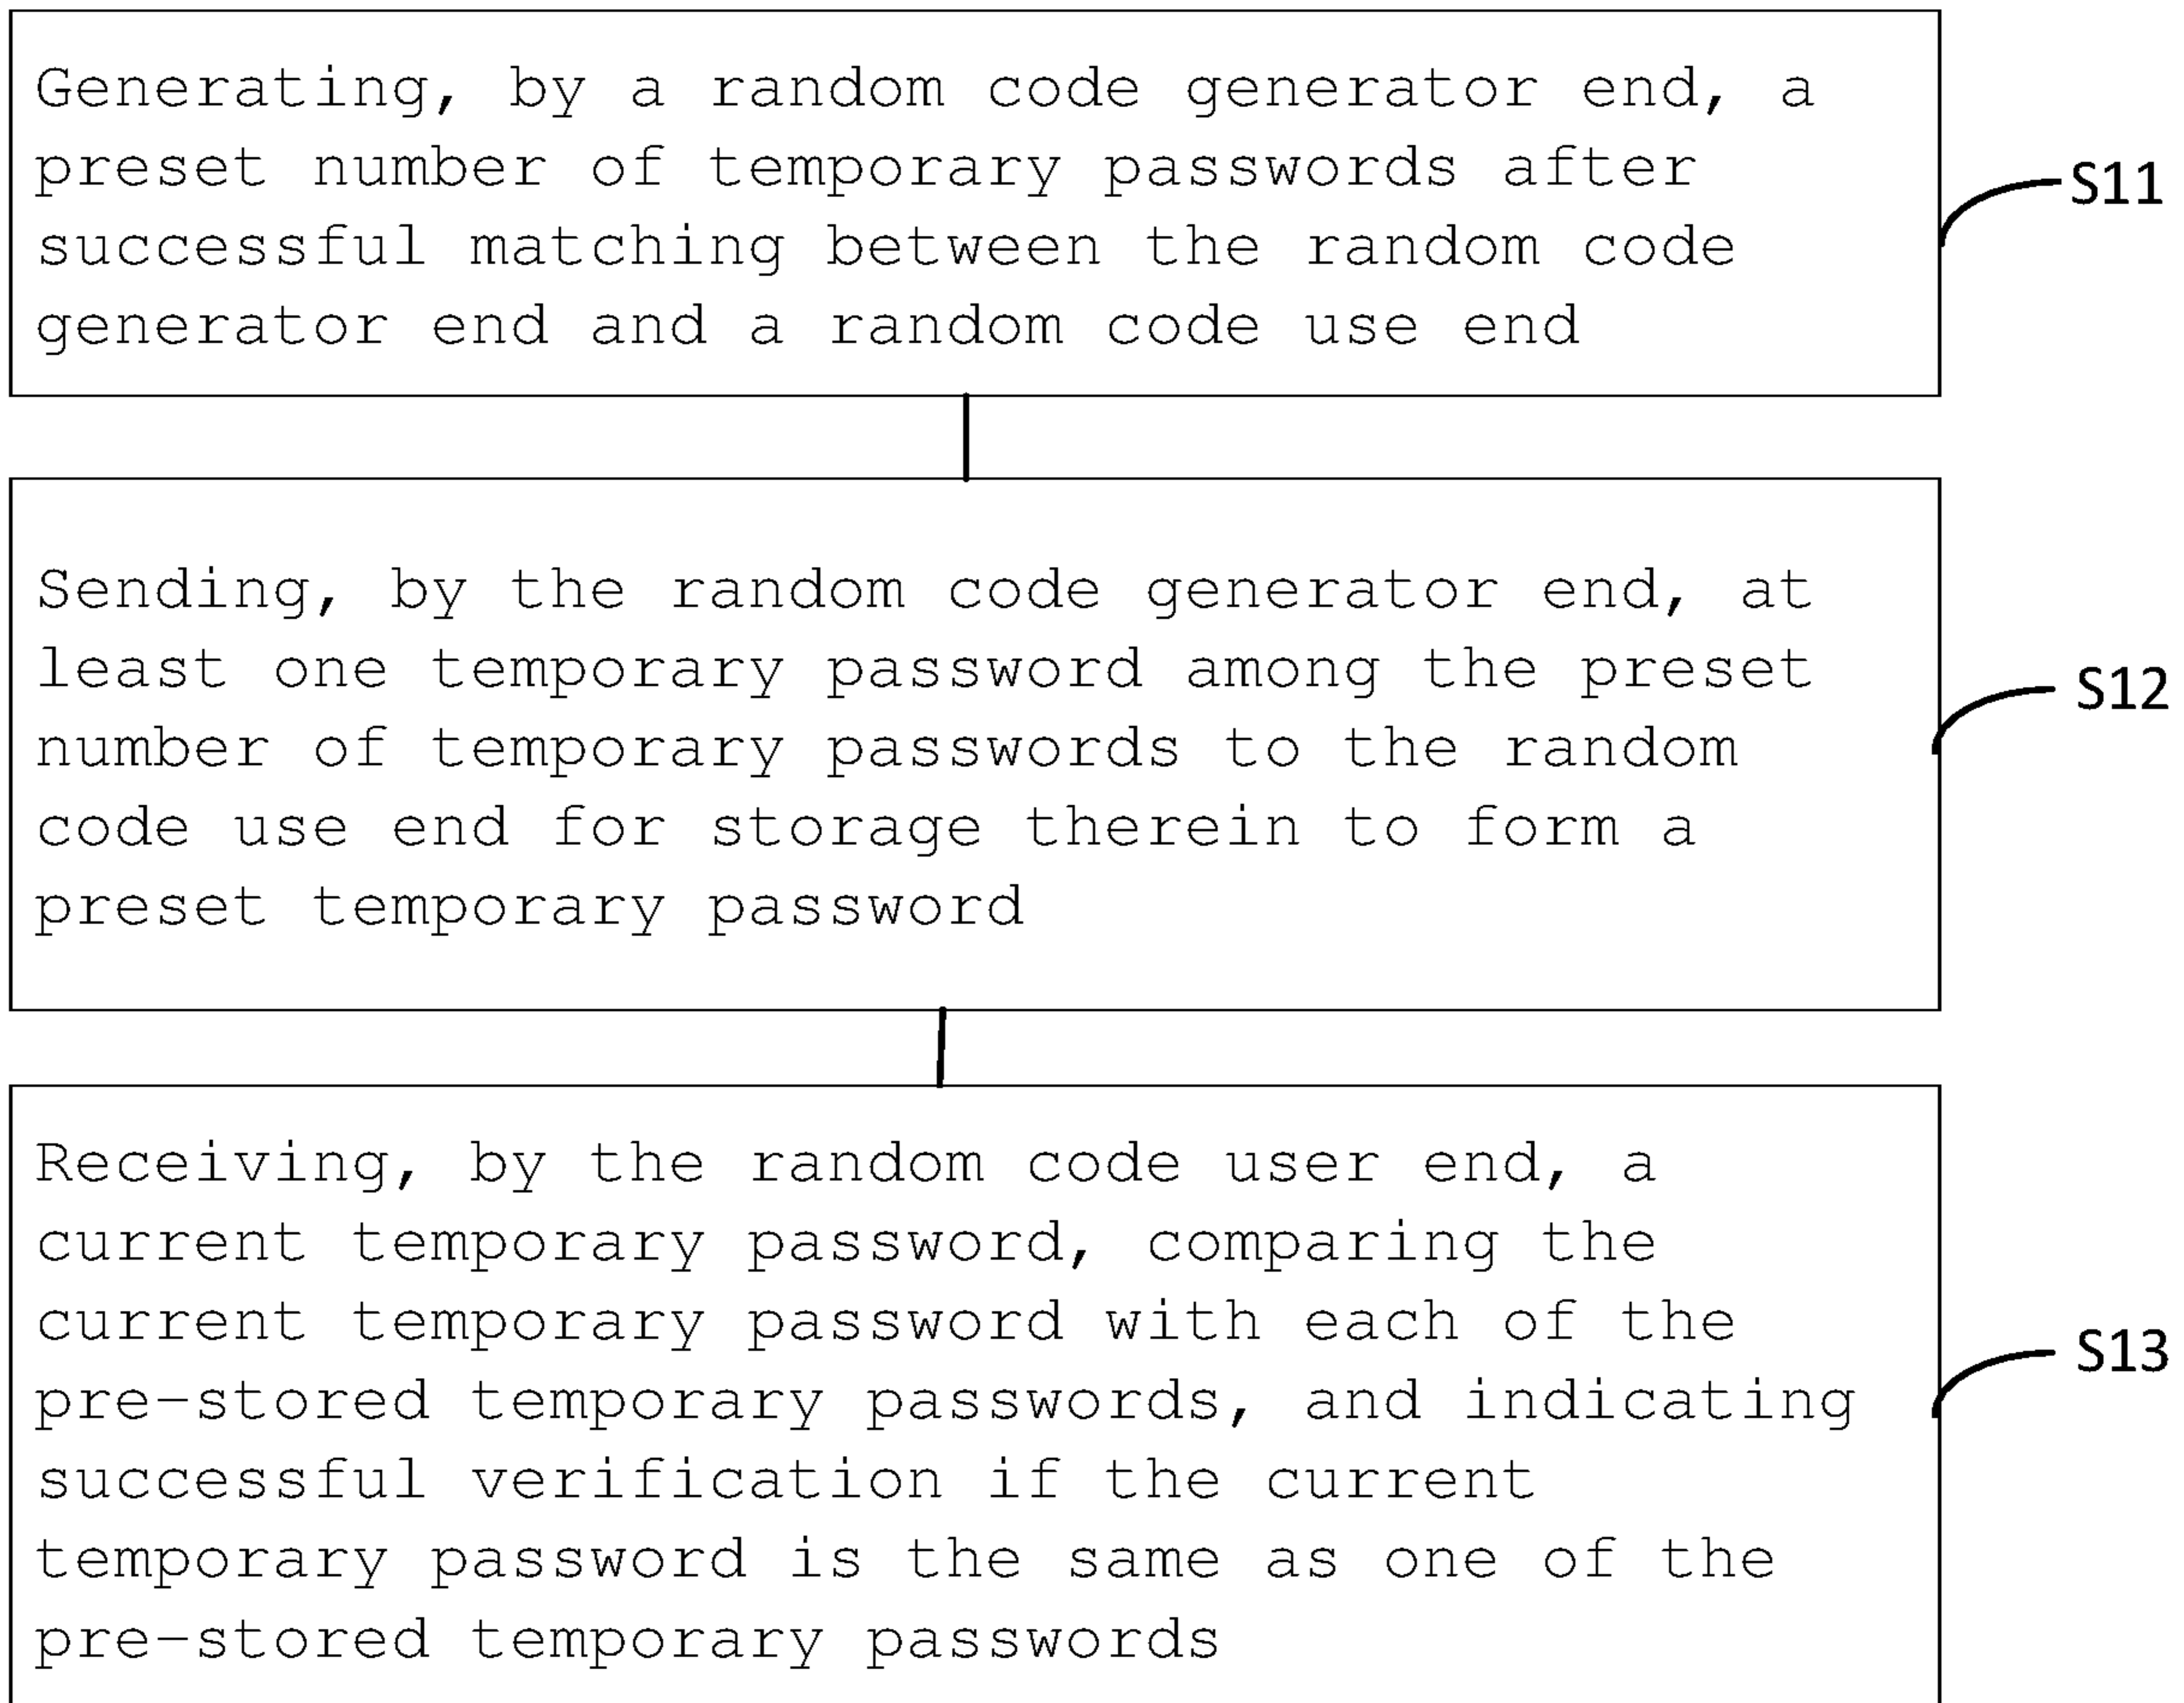 Generating, by a random code generator end, a
preset number of temporary passwords after
successful matching between the random code
generator end and a random code use end
S11
Sending, by the random code generator end, at
least one temporary password among the preset
number of temporary passwords to the random
code use end for storage therein to form a
preset temporary password
S12
Receiving, by the random code user end, a
current temporary password, comparing the
current temporary password with each of the
pre-stored temporary passwords, and indicating
successful verification if the current
temporary password is the same as one of the
pre-stored temporary passwords
S13